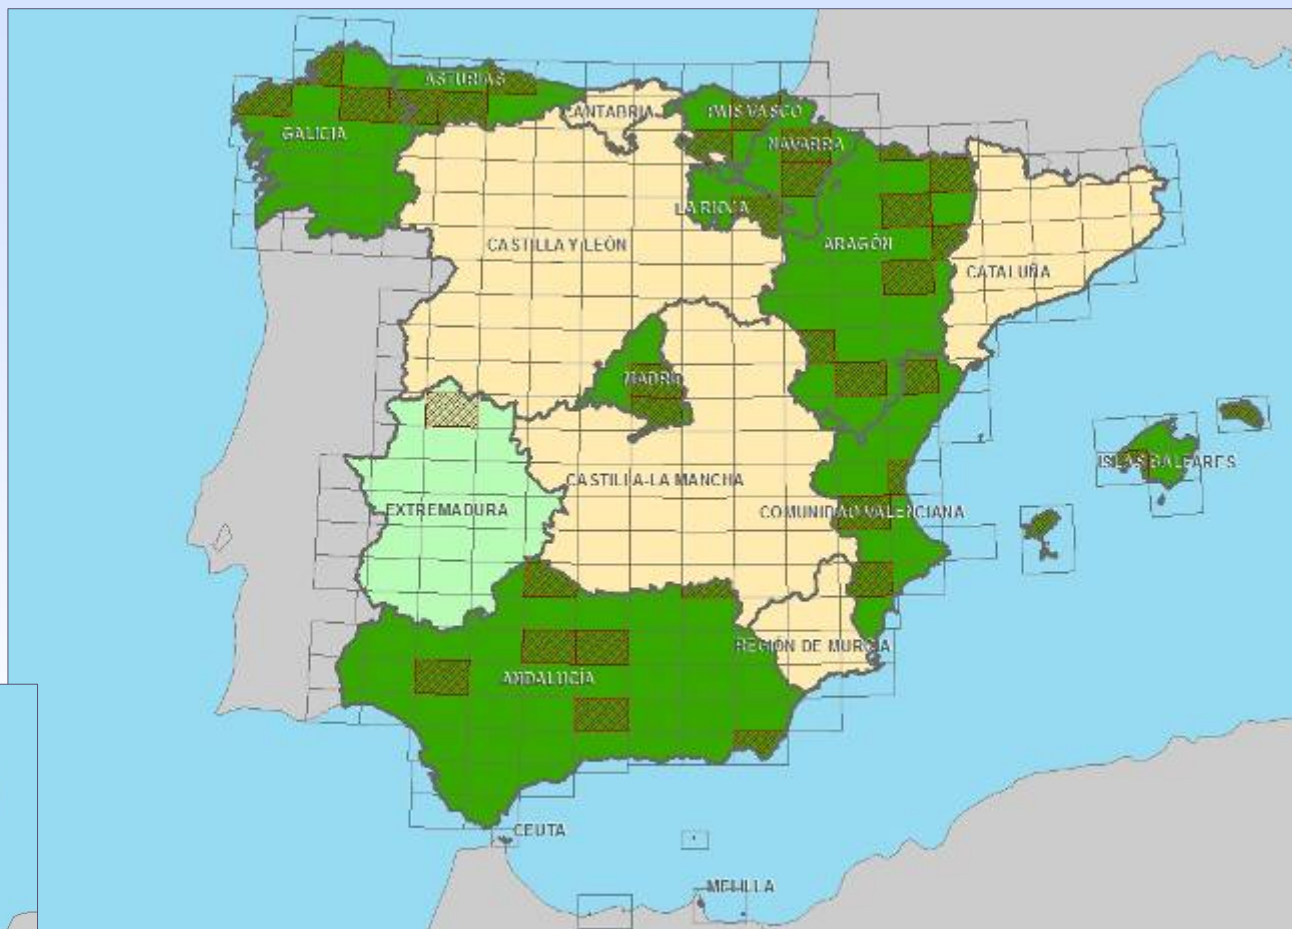 ASTURIAS
CANTABRIA
PAIS VASCO
GALICIA
NAVARRA
LA RIOJA
CASTILLA Y LEÓN
ARAGÓN
CATALUÑA
MADRID
ISLAS BALEARES
CASTILLA-LA MANCHA
EXTREMADURA
COMUNIDAD VALENCIANA
REGIÓN DE MURCIA
ANDALUCÍA
CEUTA
MELILLA